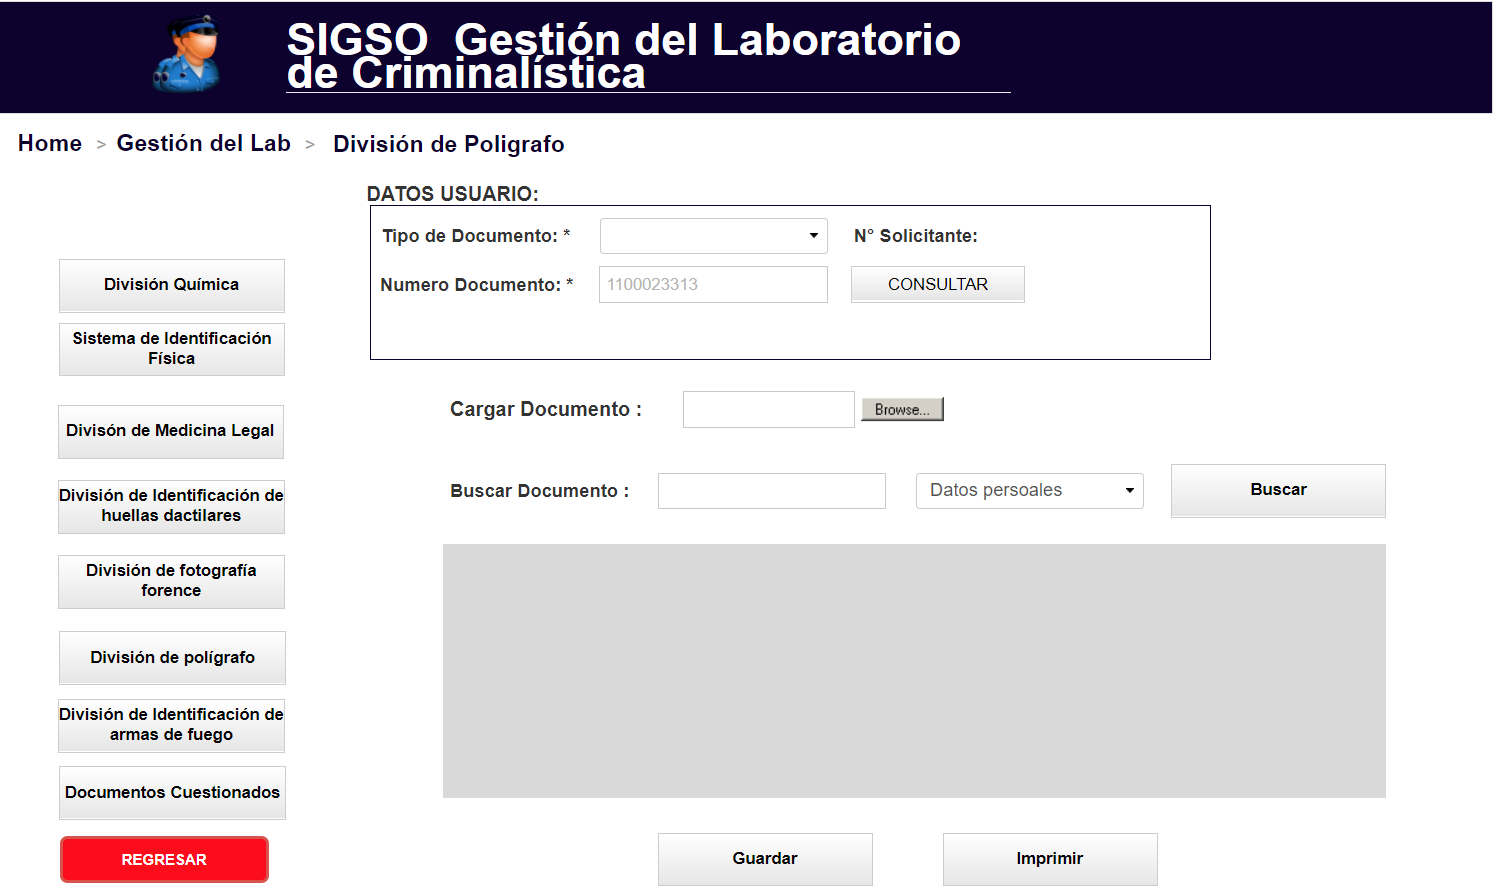 SIGSO  Gestión del Laboratorio
de Criminalística
Home > Gestión del Lab > División de Poligrafo
DATOS USUARIO:
Tipo de Documento: * N° Solicitante:
Numero Documento: * 1100023313 CONSULTAR
División Química
Sistema de Identificación
Física
Divisón de Medicina Legal
División de Identificación de
huellas dactilares
División de fotografía
forence
División de polígrafo
División de Identificación de
armas de fuego
Documentos Cuestionados
REGRESAR
Cargar Documento : Browse...
Buscar Documento : Datos persoales Buscar
Guardar Imprimir